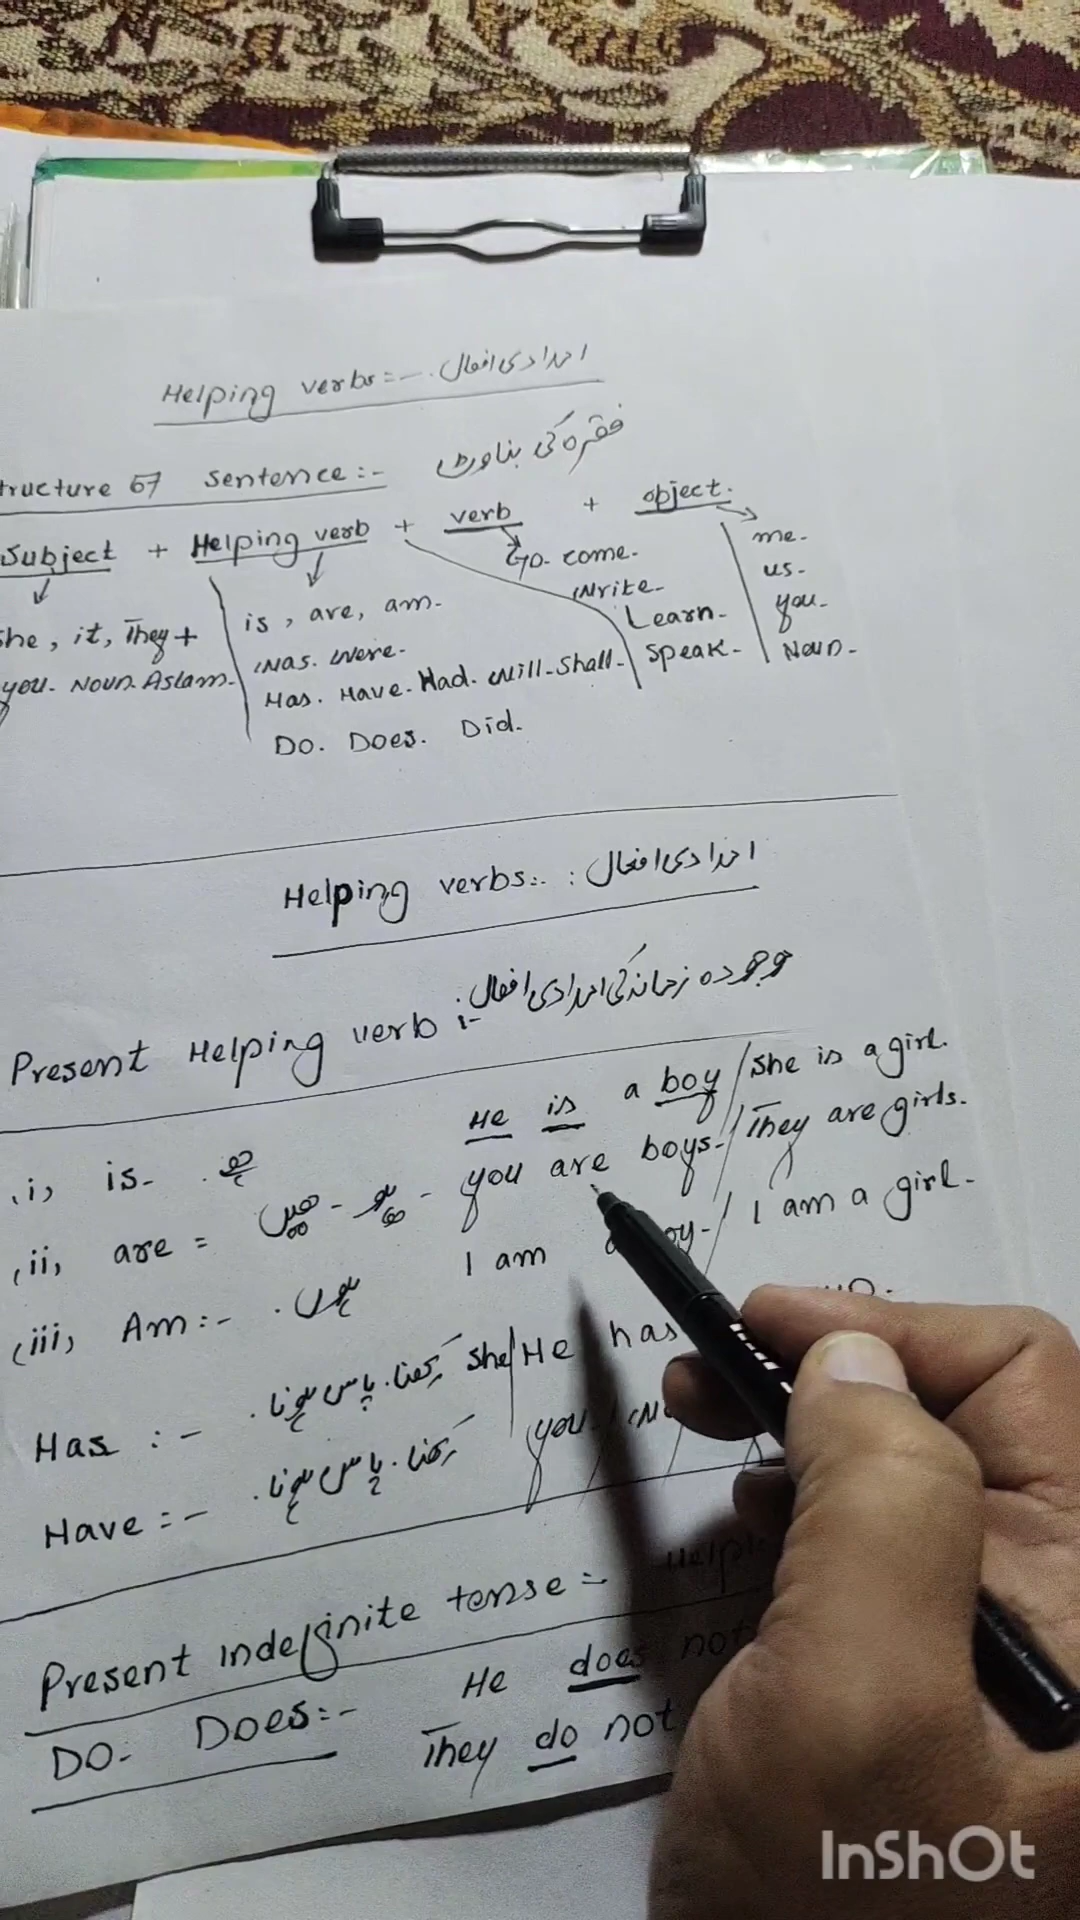 Helping verbs:- امدادی افعال
tructure of Sentence:- فقرہ کی بناوٹ
Subject + Helping verb + verb + object.
she, it, They +
you. Noun. Aslam.
is, are, am.
was. were.
Has. Have. Had. will. Shall.
Do. Does. Did.
Go. come.
write.
Learn.
Speak.
me.
us.
you.
Noun.
Helping verbs:. : امدادی افعال
Present Helping verb :- موجودہ زمانہ کی امدادی افعال
(i) is - ہے. He is a boy / She is a girl.
(ii) are = ہیں - ہو - you are boys. / They are girls.
(iii) Am :- ہوں. I am boy. / I am a girl.
Has :- رکھنا. پاس ہونا. She / He has
Have :- رکھنا. پاس ہونا. you /
Present indefinite tense =
DO. DOES:- He does not
They do not
InShOt